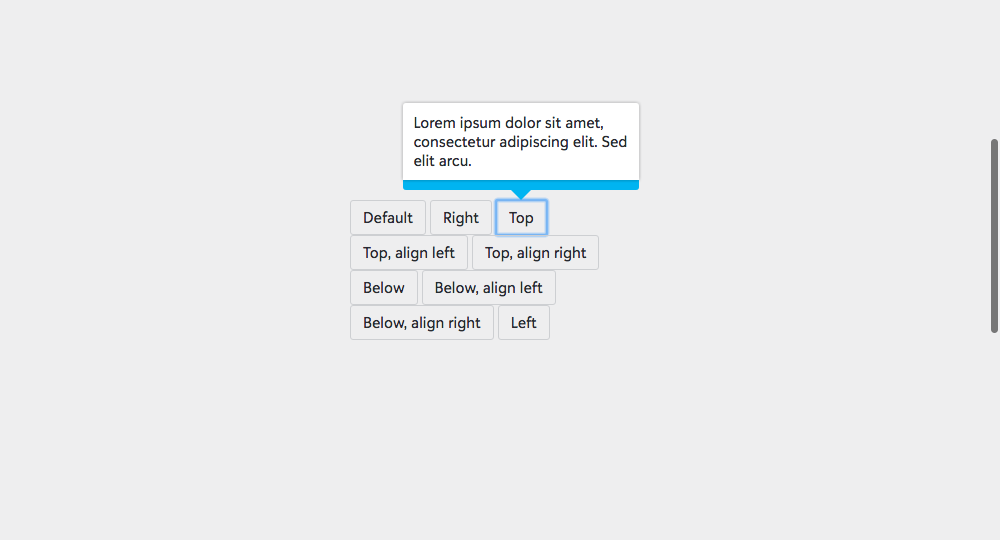 Lorem ipsum dolor sit amet,
consectetur adipiscing elit. Sed
elit arcu.
Default Right Top
Top, align left Top, align right
Below Below, align left
Below, align right Left